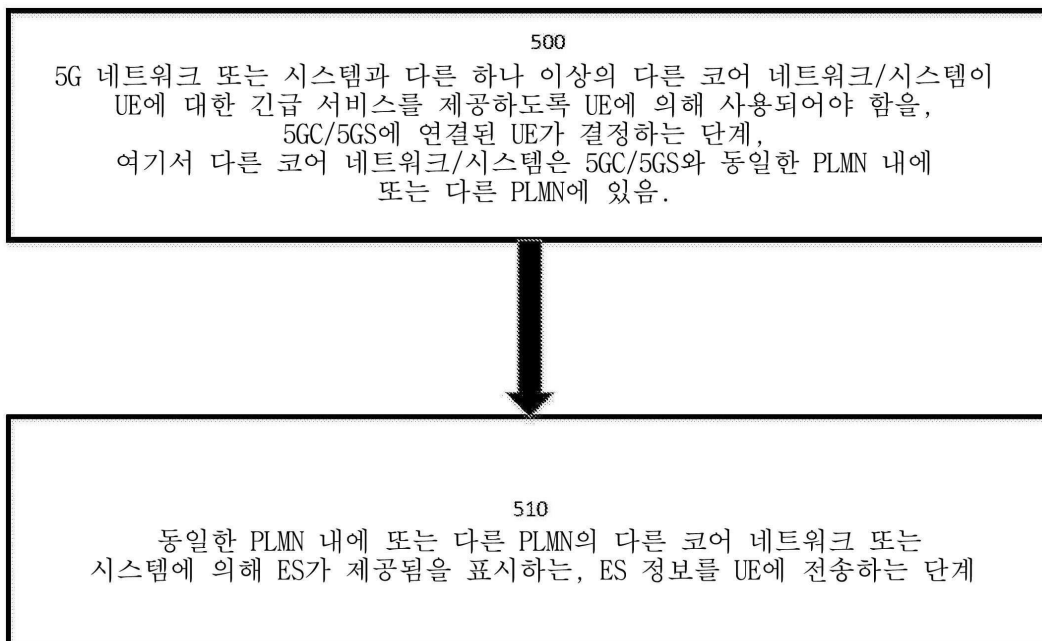 500
5G 네트워크 또는 시스템과 다른 하나 이상의 다른 코어 네트워크/시스템이
UE에 대한 긴급 서비스를 제공하도록 UE에 의해 사용되어야 함을,
5GC/5GS에 연결된 UE가 결정하는 단계,
여기서 다른 코어 네트워크/시스템은 5GC/5GS와 동일한 PLMN 내에
또는 다른 PLMN에 있음.
510
동일한 PLMN 내에 또는 다른 PLMN의 다른 코어 네트워크 또는
시스템에 의해 ES가 제공됨을 표시하는, ES 정보를 UE에 전송하는 단계